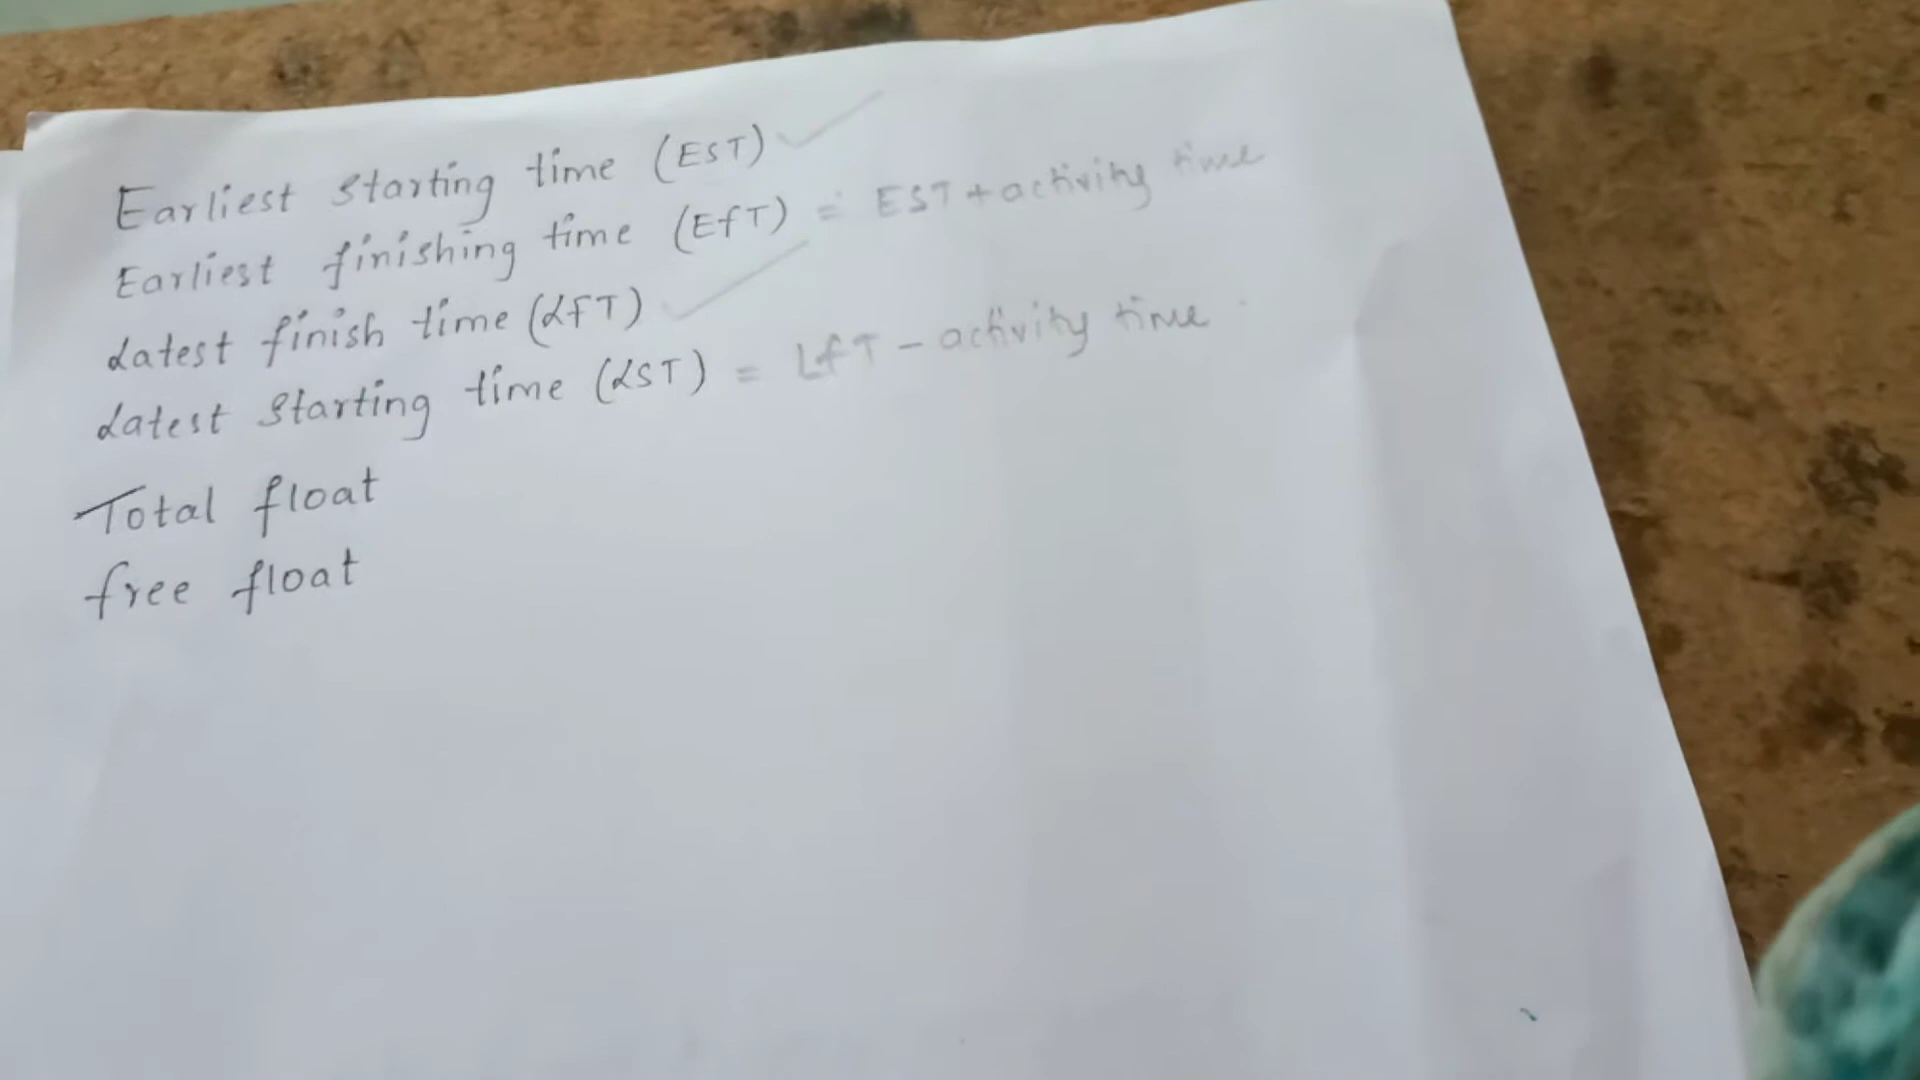 Earliest starting time (EST)
Earliest finishing time (EfT) = EST + activity time
Latest finish time (LfT)
Latest starting time (LST) = LfT - activity time
Total float
free float